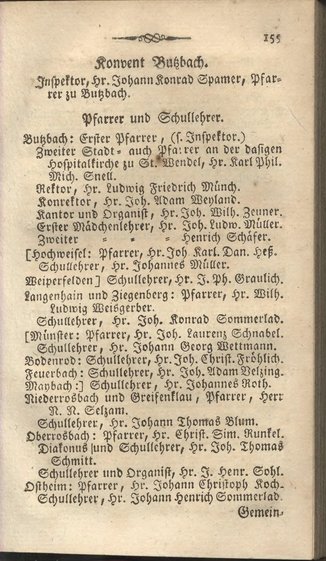 155
Konvent Butzbach.
Inspektor, Hr. Johann Konrad Spamer, Pfar-
rer zu Butzbach.
Pfarrer und Schullehrer.
Butzbach: Erster Pfarrer, (s. Inspektor.)
Zweiter Stadt- auch Pfarrer an der dasigen
Hospitalkirche zu St. Wendel, Hr. Karl Phil.
Mich. Snell.
Rektor, Hr. Ludwig Friedrich Münch.
Konrektor, Hr. Joh. Adam Weyland.
Kantor und Organist, Hr. Joh. Wilh. Zeuner.
Erster Mädchenlehrer, Hr. Joh. Ludw. Müller.
Zweiter = = = Henrich Schäfer.
[Hochweisel: Pfarrer, Hr. Joh Karl. Dan. Heß.
Schullehrer, Hr. Johannes Müller.
Weiperfelden] Schullehrer, Hr. J. Ph. Graulich.
Langenhain und Ziegenberg: Pfarrer, Hr. Wilh.
Ludwig Weisgerber.
Schullehrer, Hr. Joh. Konrad Sommerlad.
[Münster: Pfarrer, Hr. Joh. Laurenz Schnabel.
Schullehrer, Hr. Johann Georg Wettmann.
Bodenrod: Schullehrer, Hr. Joh. Christ. Fröhlich.
Feuerbach: Schullehrer, Hr. Joh. Adam Velzing.
Maybach:] Schullehrer, Hr. Johannes Roth.
Niederrosbach und Greifenklau, Pfarrer, Herr
N. N. Selzam.
Schullehrer, Hr. Johann Thomas Blum.
Oberrosbach: Pfarrer, Hr. Christ. Sim. Runkel.
Diakonus und Schullehrer, Hr. Joh. Thomas
Schmitt.
Schullehrer und Organist, Hr. J. Henr. Sohl.
Ostheim: Pfarrer, Hr. Johann Christoph Koch.
Schullehrer, Hr. Johann Henrich Sommerlad.
Gemein-